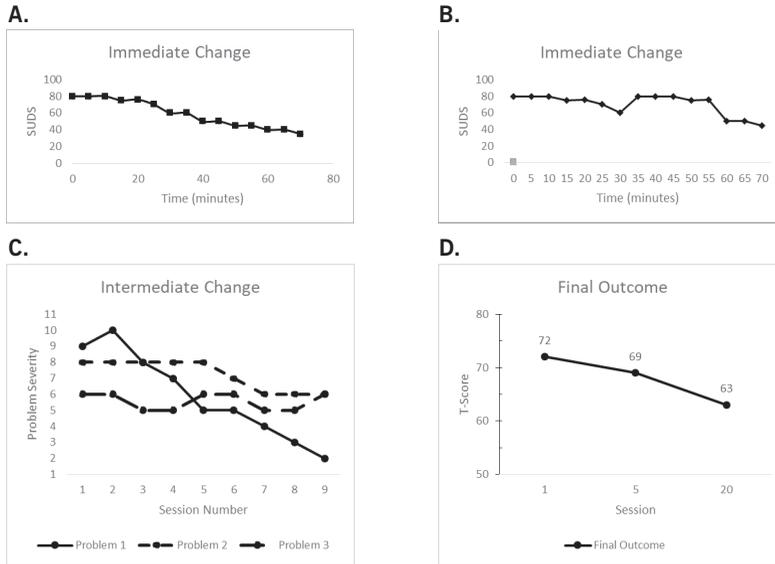 A.
Immediate Change
100
80
60
40
20
0
SUDS
0 20 40 60 80
Time (minutes)
B.
Immediate Change
100
80
60
40
20
0
SUDS
0 5 10 15 20 25 30 35 40 45 50 55 60 65 70
Time (minutes)
C.
Intermediate Change
11
10
9
8
7
6
5
4
3
2
1
Problem Severity
1 2 3 4 5 6 7 8 9
Session Number
Problem 1 Problem 2 Problem 3
D.
Final Outcome
80
70
60
50
T-Score
72
69
63
1 5 20
Session
Final Outcome